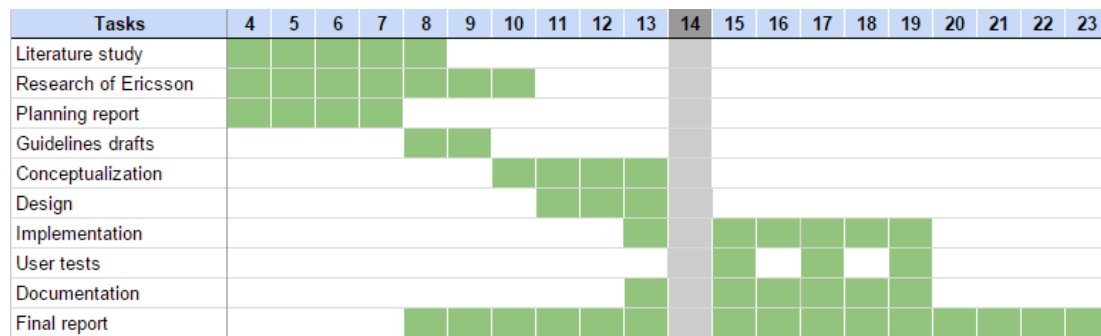 Tasks 4 5 6 7 8 9 10 11 12 13 14 15 16 17 18 19 20 21 22 23
Literature study
Research of Ericsson
Planning report
Guidelines drafts
Conceptualization
Design
Implementation
User tests
Documentation
Final report